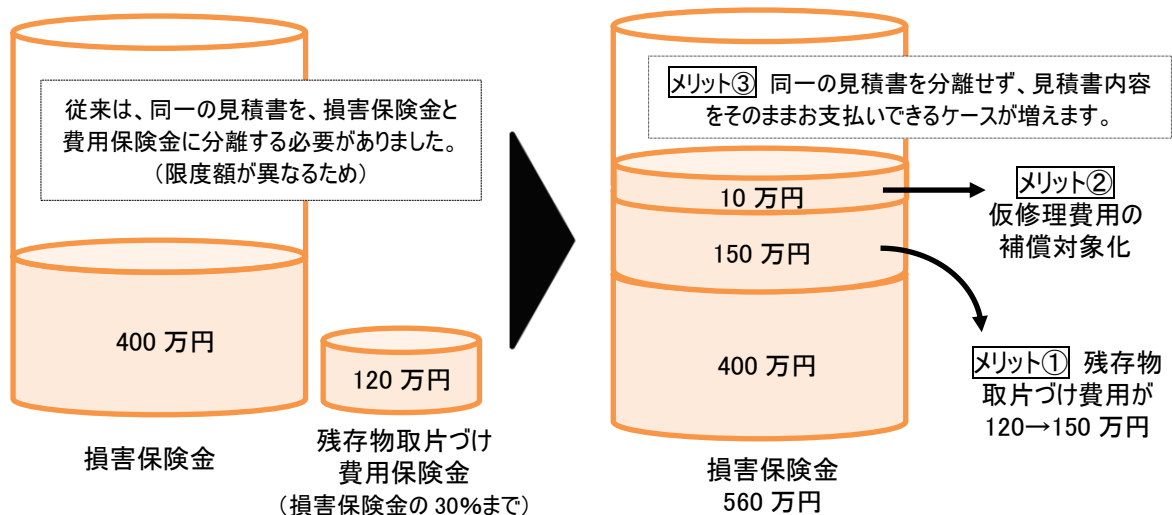 従来は、同一の見積書を、損害保険金と
費用保険金に分離する必要がありました。
（限度額が異なるため）
400 万円
120 万円
損害保険金
残存物取片づけ
費用保険金
（損害保険金の 30%まで）
メリット③ 同一の見積書を分離せず、見積書内容
をそのままお支払いできるケースが増えます。
10 万円
150 万円
400 万円
メリット②
仮修理費用の
補償対象化
メリット① 残存物
取片づけ費用が
120→150 万円
損害保険金
560 万円